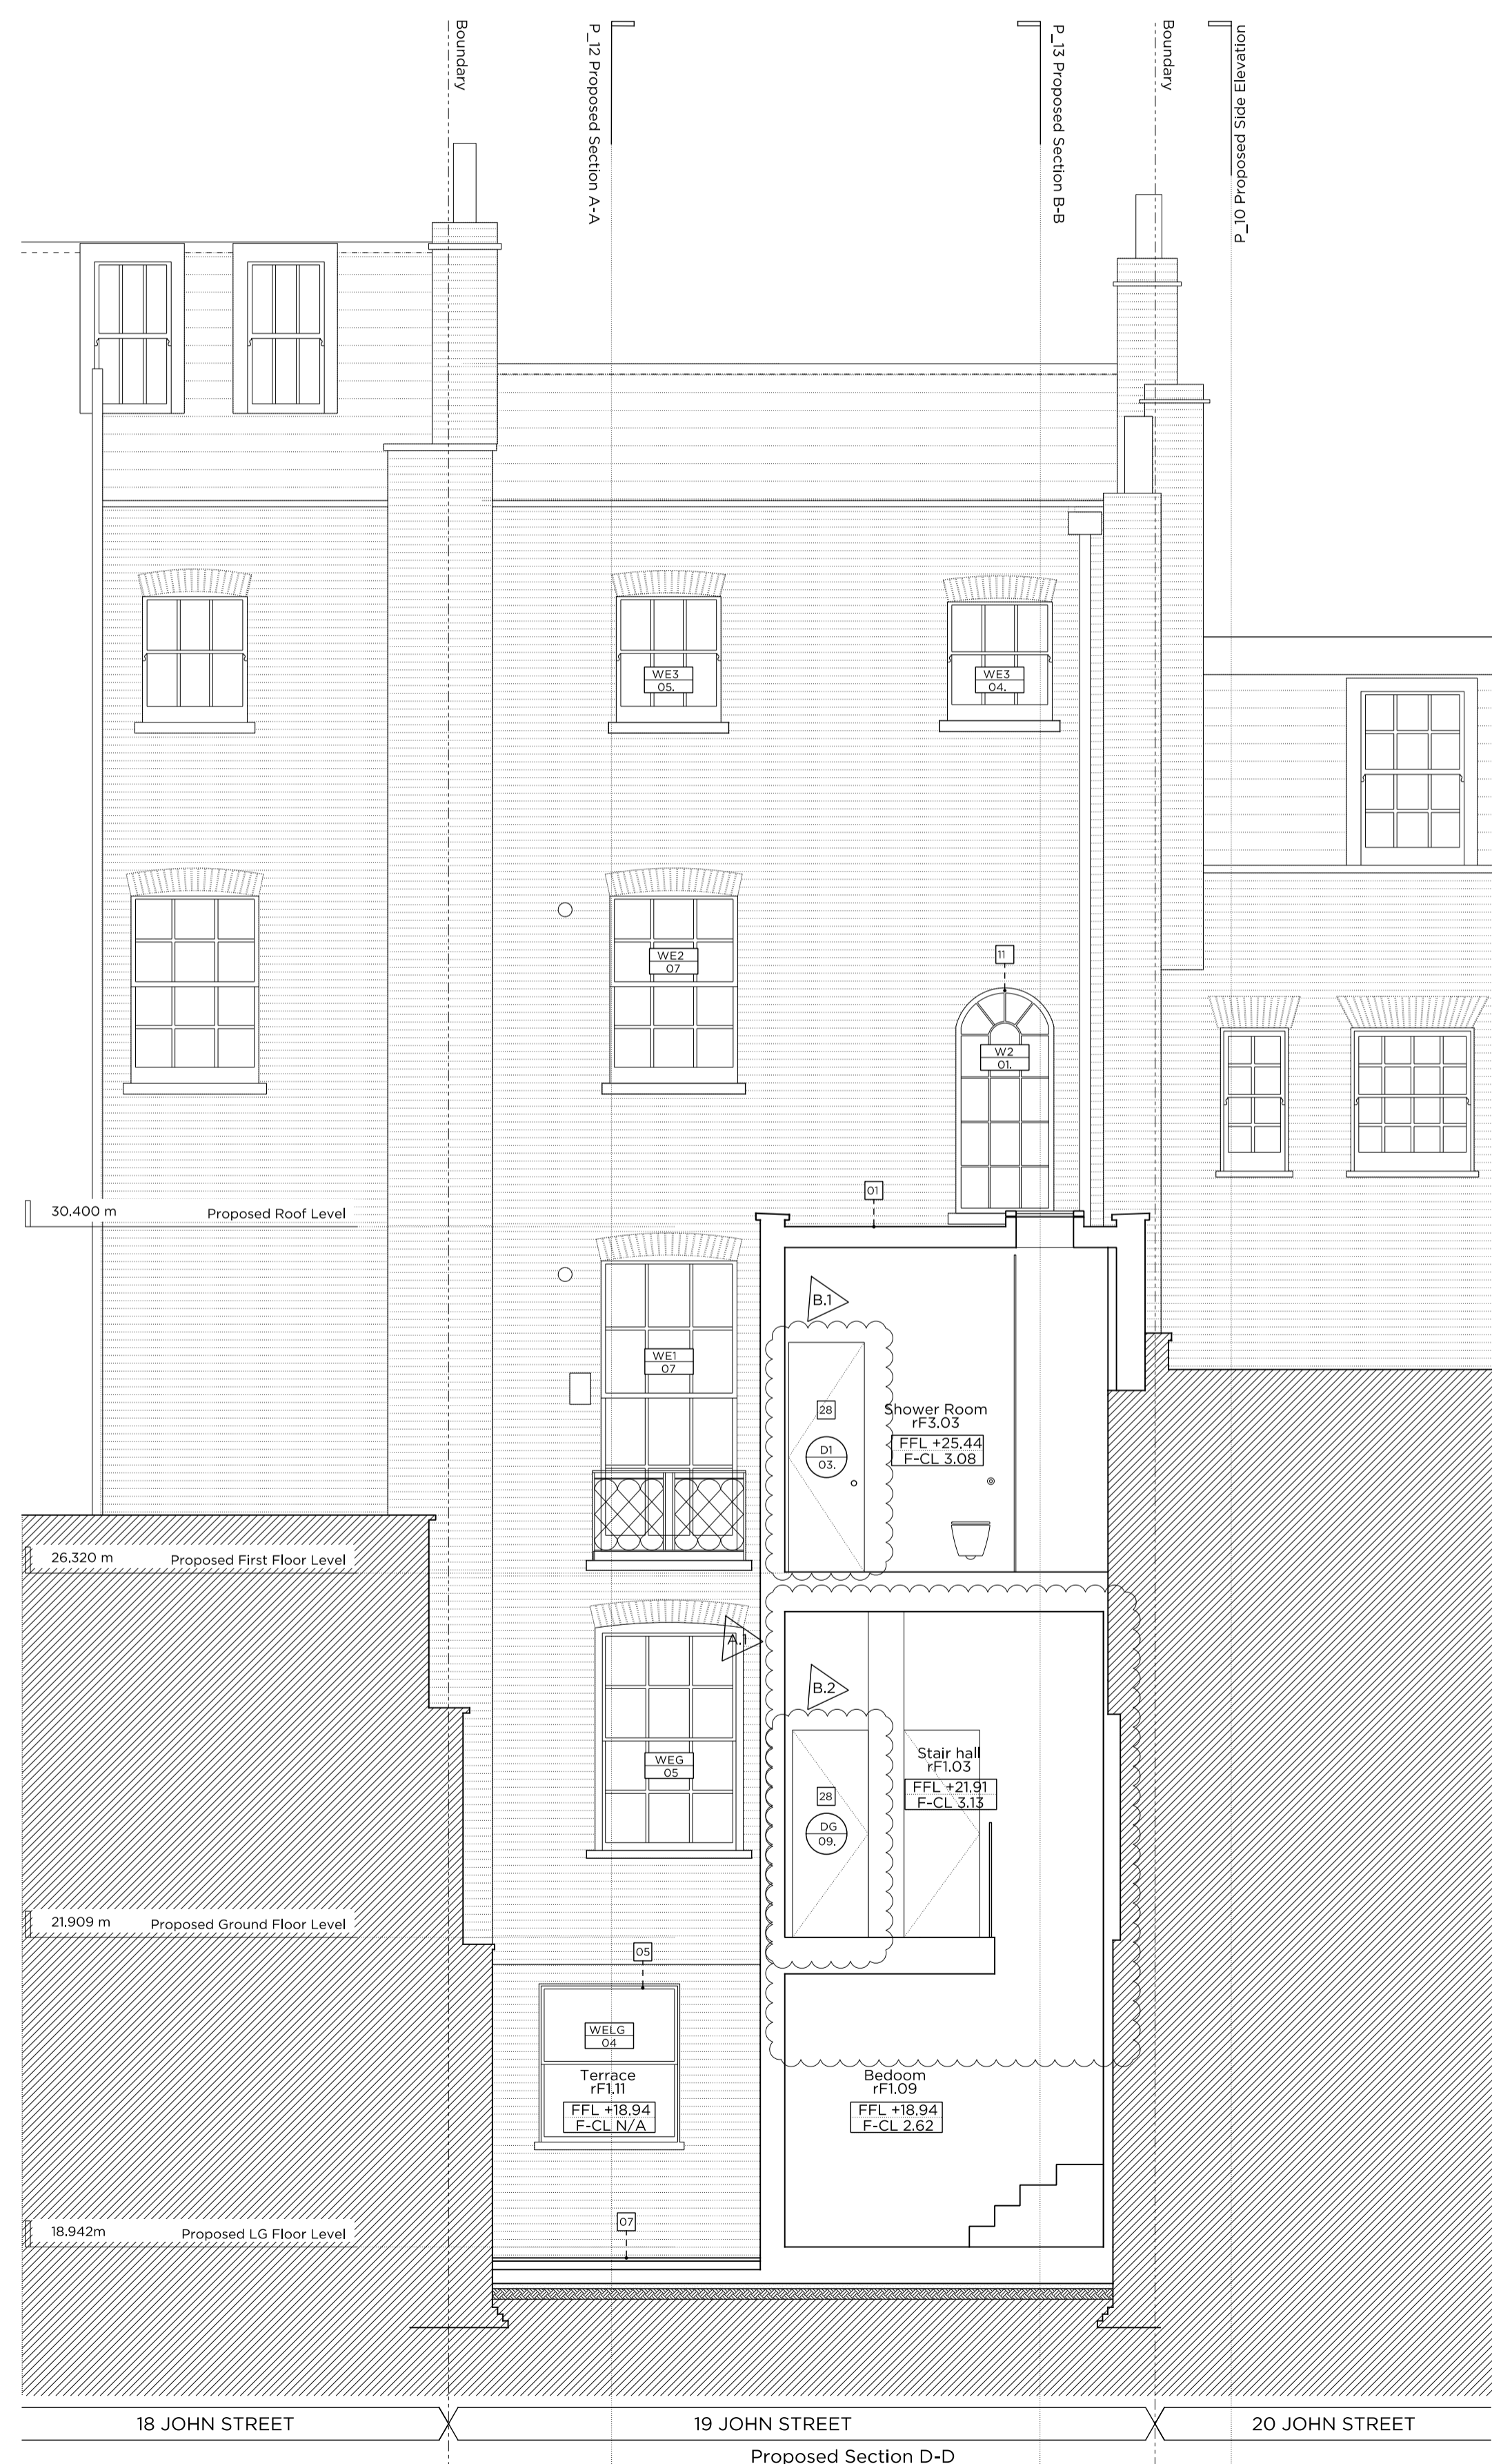 Boundary
P_12 Proposed Section A-A
P_13 Proposed Section B-B
Boundary
P_10 Proposed Side Elevation
WE3
05.
WE3
04.
WE2
07
11
W2
01.
01
30.400 m
Proposed Roof Level
B.1
WE1
07
28
D1
03.
Shower Room
rF3.03
FFL +25.44
F-CL 3.08
26.320 m
Proposed First Floor Level
A.1
B.2
WEG
05
28
DG
09.
Stair hall
rF1.03
FFL +21.91
F-CL 3.13
21.909 m
Proposed Ground Floor Level
05
WELG
04
Terrace
rF1.11
FFL +18.94
F-CL N/A
Bedoom
rF1.09
FFL +18.94
F-CL 2.62
18.942m
Proposed LG Floor Level
07
18 JOHN STREET
19 JOHN STREET
20 JOHN STREET
Proposed Section D-D